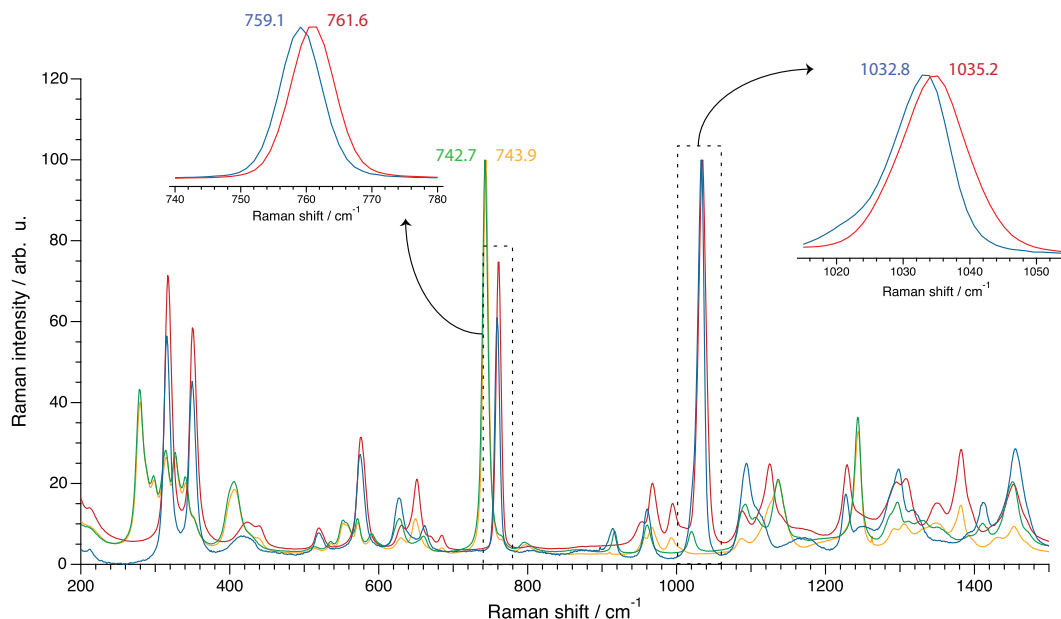 759.1 761.6
740 750 760 770 780
Raman shift / cm-1
1032.8 1035.2
1020 1030 1040 1050
Raman shift / cm-1
742.7 743.9
Raman intensity / arb. u.
120
100
80
60
40
20
0
200 400 600 800 1000 1200 1400
Raman shift / cm-1